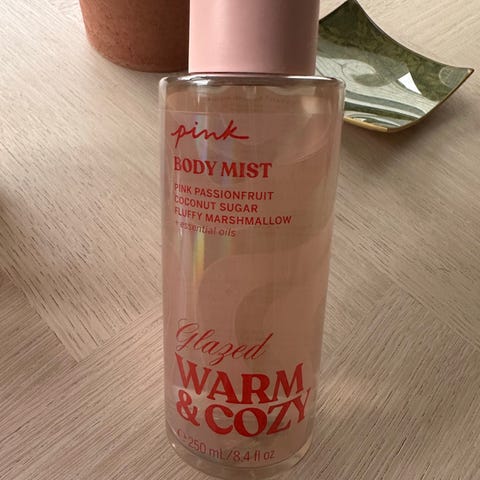 pink
BODY MIST
PINK PASSIONFRUIT
COCONUT SUGAR
FLUFFY MARSHMALLOW
+ essential oils
Glazed
WARM
& COZY
℮ 250 mL/8.4 fl oz